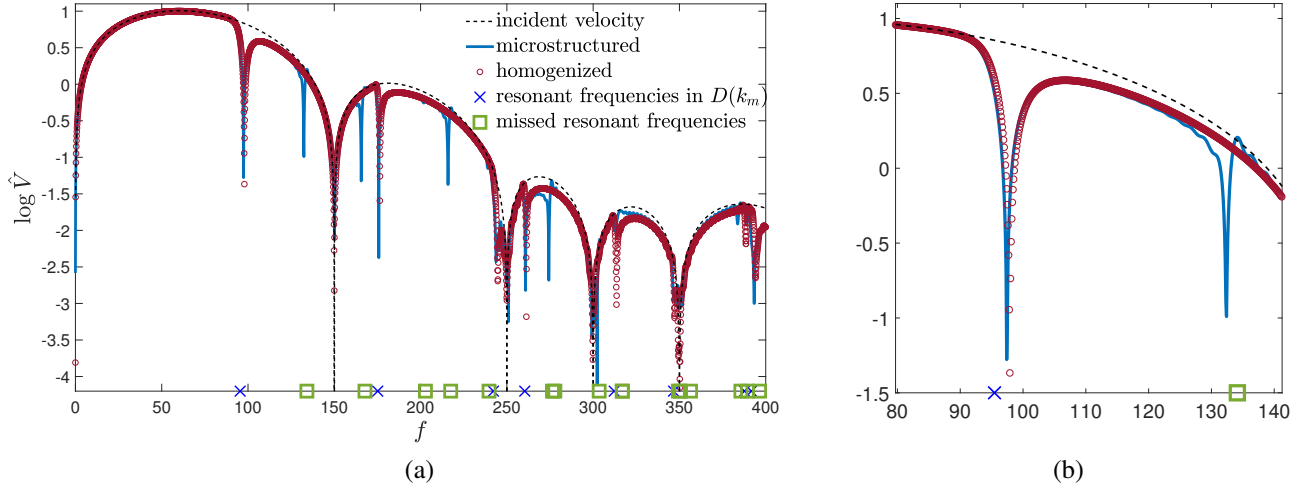 1
0.5
0
-0.5
-1
-1.5
-2
-2.5
-3
-3.5
-4
log V̂
0 50 100 150 200 250 300 350 400
f
incident velocity
microstructured
homogenized
resonant frequencies in D(k_m)
missed resonant frequencies
(a)
1
0.5
0
-0.5
-1
-1.5
80 90 100 110 120 130 140
(b)